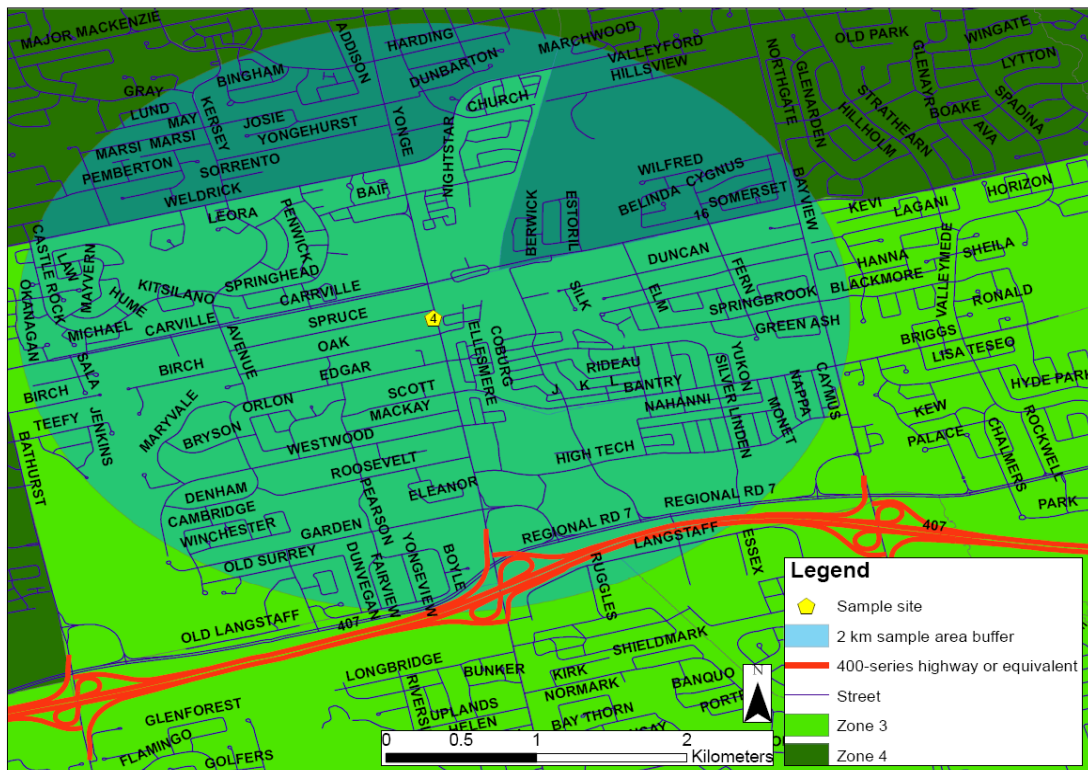 MAJOR MACKENZIE
ADDISON
HARDING
MARCHWOOD
OLD PARK
WINGATE
VALLEYFORD
HILLSVIEW
NORTHGATE
GLENARDEN
GLENAYR
LYTTON
BINGHAM
DUNBARTON
GRAY
LUND
KERSEY
CHURCH
STRATHEARN
HILLHOLM
BOAKE
SPADINA
MAY
JOSIE
YONGEHURST
YONGE
AVA
MARSI MARSI
PEMBERTON
SORRENTO
NIGHTSTAR
WILFRED
WELDRICK
BAIF
BELINDA CYGNUS
SOMERSET
16
BAYVIEW
HORIZON
LEORA
PENWICK
BERWICK
ESTORIL
KEVI
LAGANI
CASTLE ROCK
LAW
MAYVERN
DUNCAN
FERN
HANNA
VALLEYMEDE
SHEILA
OKANAGAN
HUME
KITSILANO
SPRINGHEAD
CARRVILLE
SILK
ELM
SPRINGBROOK
BLACKMORE
RONALD
MICHAEL
CARVILLE
SPRUCE
4
GREEN ASH
BRIGGS
OAK
ELLESMERE
COBURG
LISA TESEO
SALA
BIRCH
AVENUE
EDGAR
RIDEAU
YUKON
BIRCH
SCOTT
J K L
BANTRY
SILVER LINDEN
NAPPA
CAYMUS
HYDE PARK
TEEFY
JENKINS
MARYVALE
ORLON
MACKAY
NAHANNI
MONET
KEW
BATHURST
BRYSON
WESTWOOD
PALACE
CHALMERS
ROCKWELL
ROOSEVELT
HIGH TECH
DENHAM
PEARSON
ELEANOR
REGIONAL RD 7
PARK
CAMBRIDGE
WINCHESTER
GARDEN
REGIONAL RD 7
LANGSTAFF
407
OLD SURREY
DUNVEGAN
FAIRVIEW
YONGEVIEW
BOYLE
RUGGLES
ESSEX
OLD LANGSTAFF
407
SHIELDMARK
LONGBRIDGE
BUNKER
KIRK
BANQUO
RIVERSI
NORMARK
PORT
GLENFOREST
UPLANDS
HELEN
BAY THORN
FLAMINGO
GOLFERS
Legend
Sample site
2 km sample area buffer
400-series highway or equivalent
Street
Zone 3
Zone 4
N
0 0.5 1 2
Kilometers